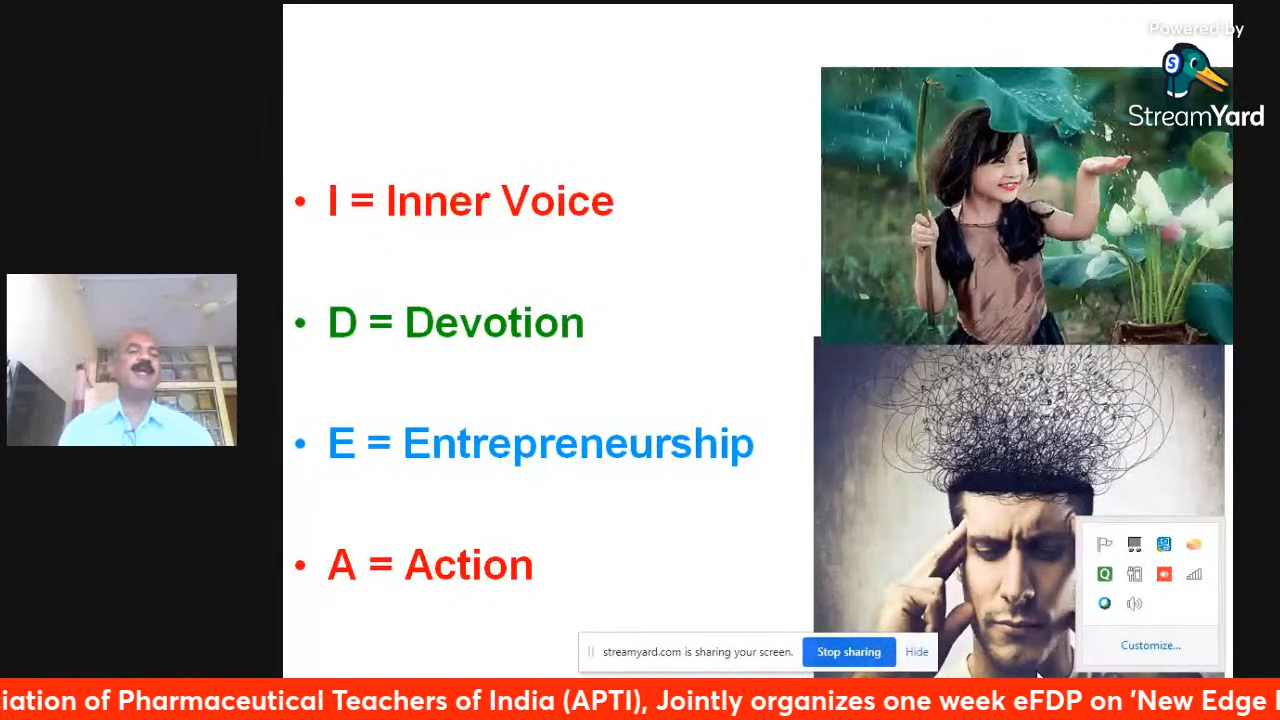 Powered by
StreamYard
• I = Inner Voice
• D = Devotion
• E = Entrepreneurship
• A = Action
Customize...
streamyard.com is sharing your screen. Stop sharing Hide
ciation of Pharmaceutical Teachers of India (APTI), Jointly organizes one week eFDP on 'New Edge